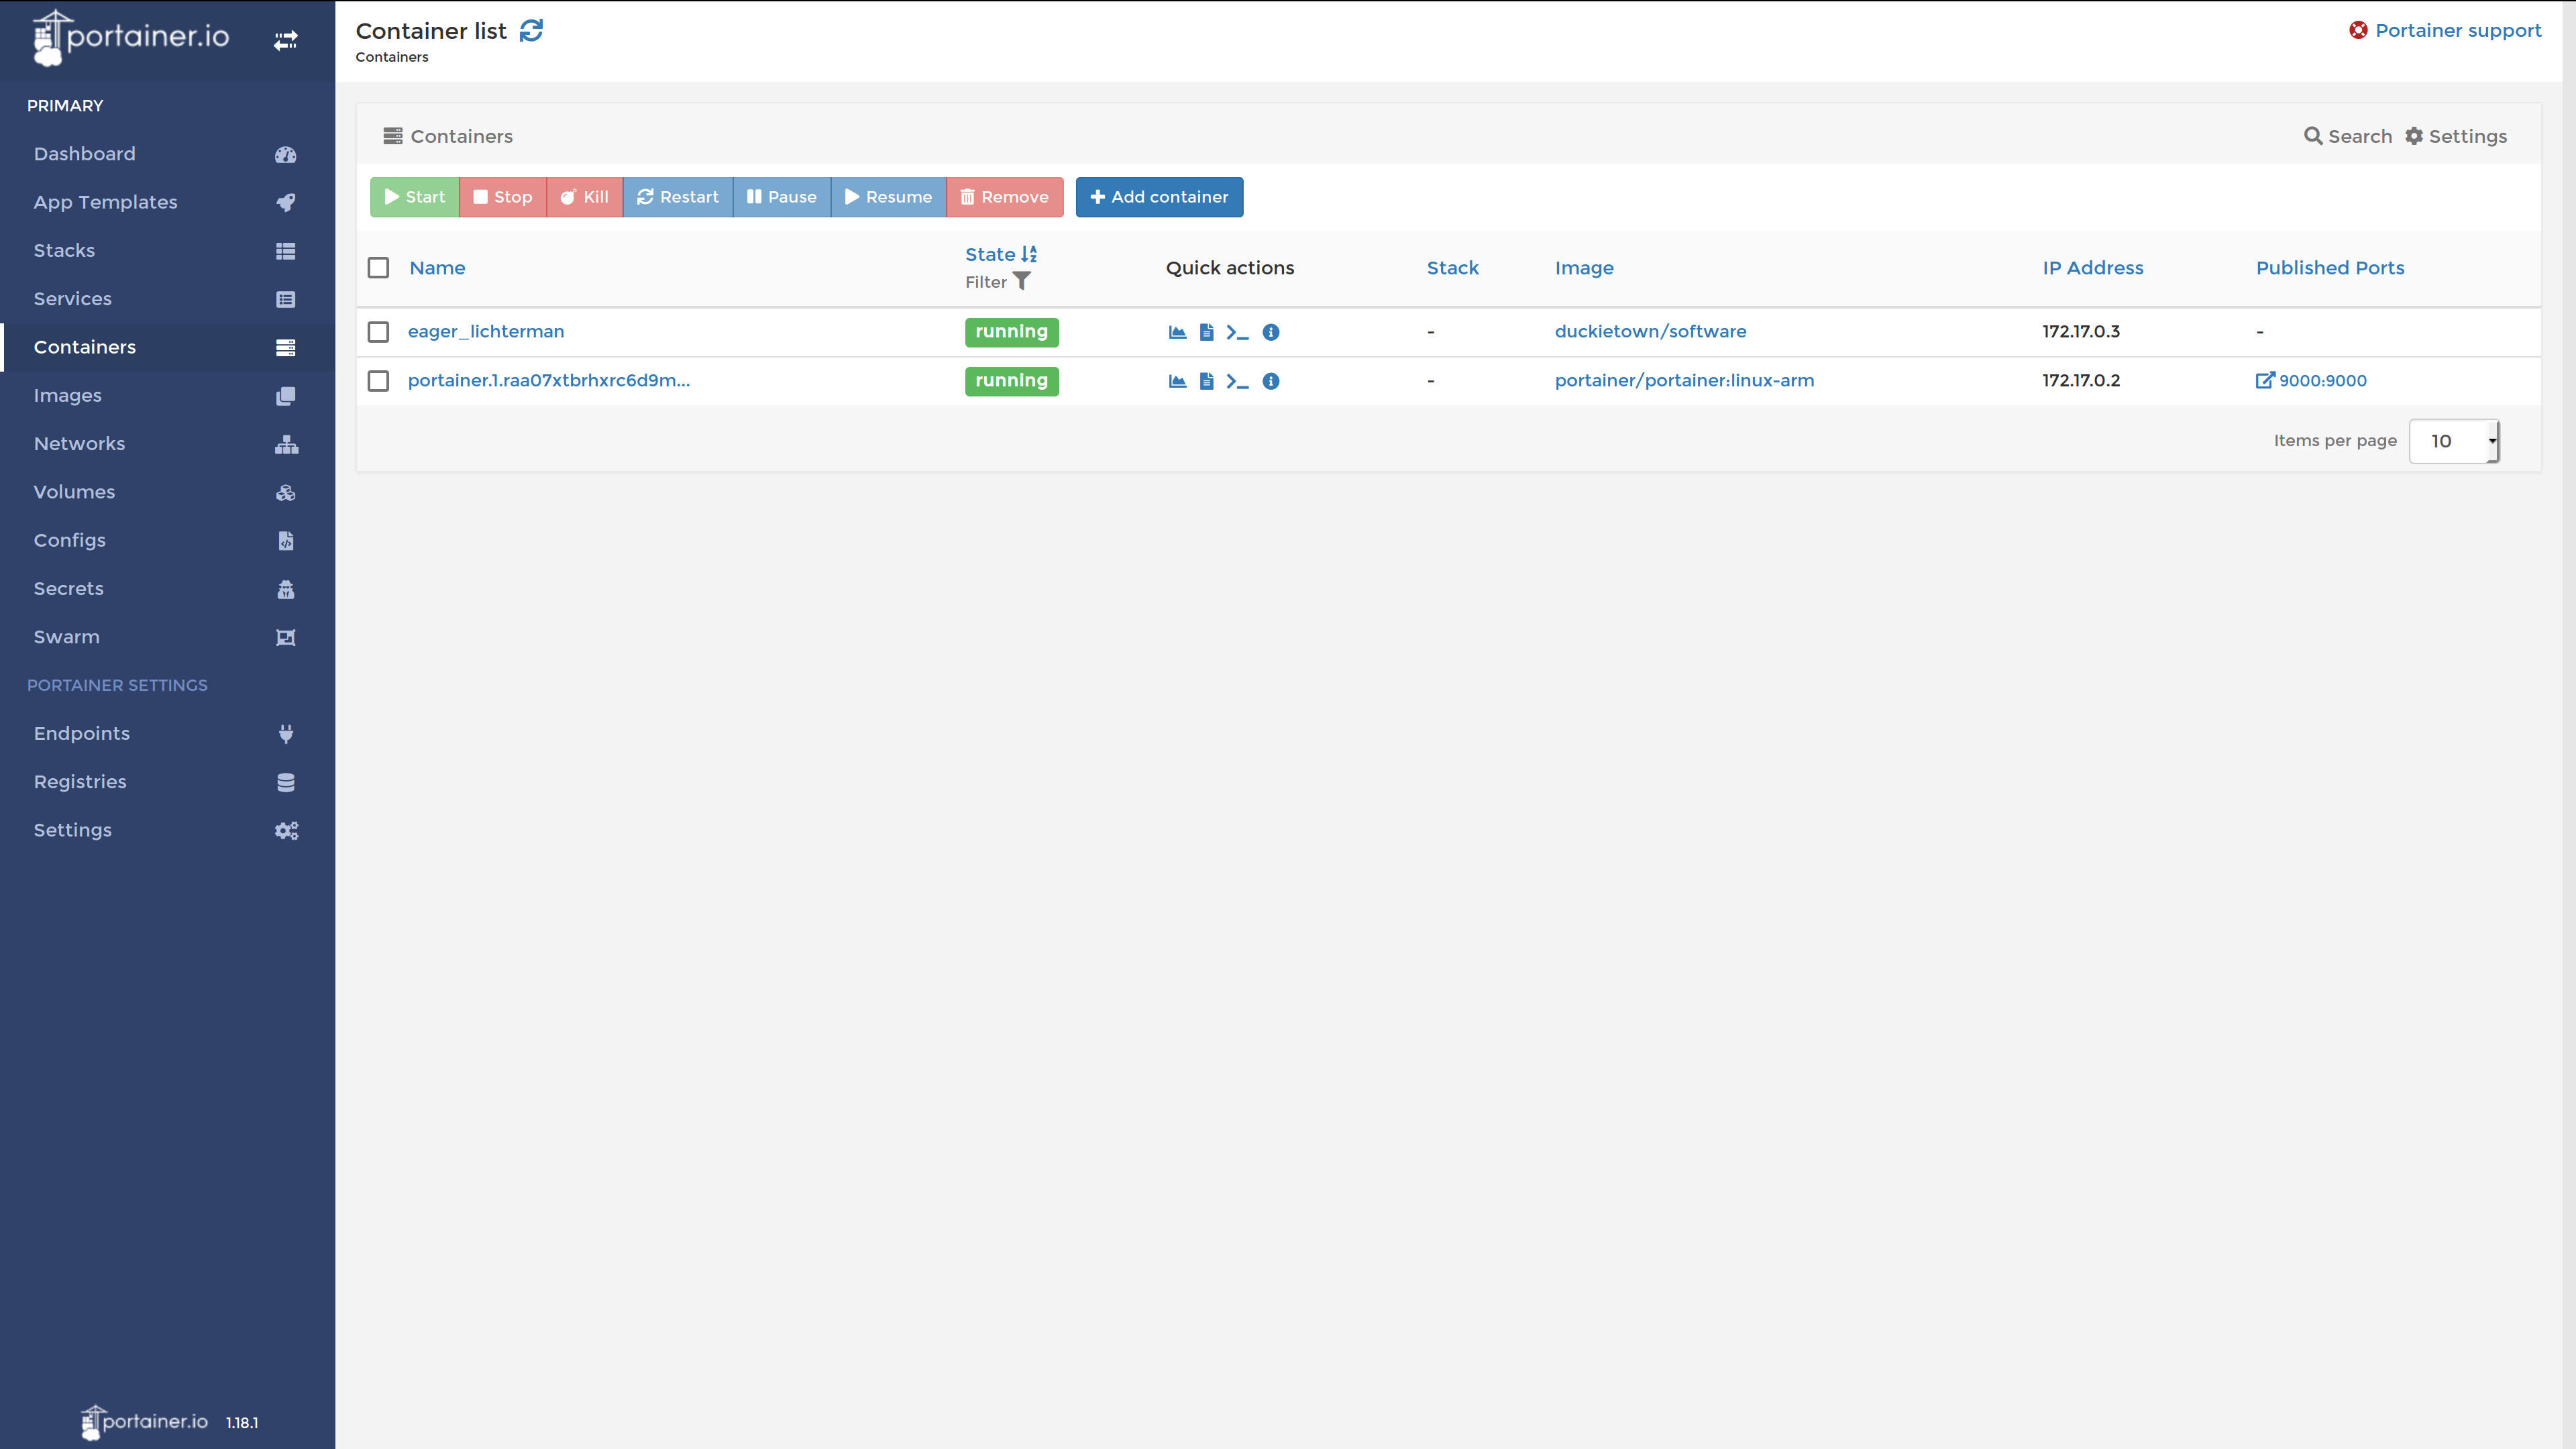 portainer.io
PRIMARY
Dashboard
App Templates
Stacks
Services
Containers
Images
Networks
Volumes
Configs
Secrets
Swarm
PORTAINER SETTINGS
Endpoints
Registries
Settings
portainer.io 1.18.1
Container list
Portainer support
Containers
Containers
Search Settings
Start Stop Kill Restart Pause Resume Remove Add container
Name State Filter Quick actions Stack Image IP Address Published Ports
eager_lichterman running - duckietown/software 172.17.0.3 -
portainer.1.raa07xtbrhxrc6d9m... running - portainer/portainer:linux-arm 172.17.0.2 9000:9000
Items per page 10